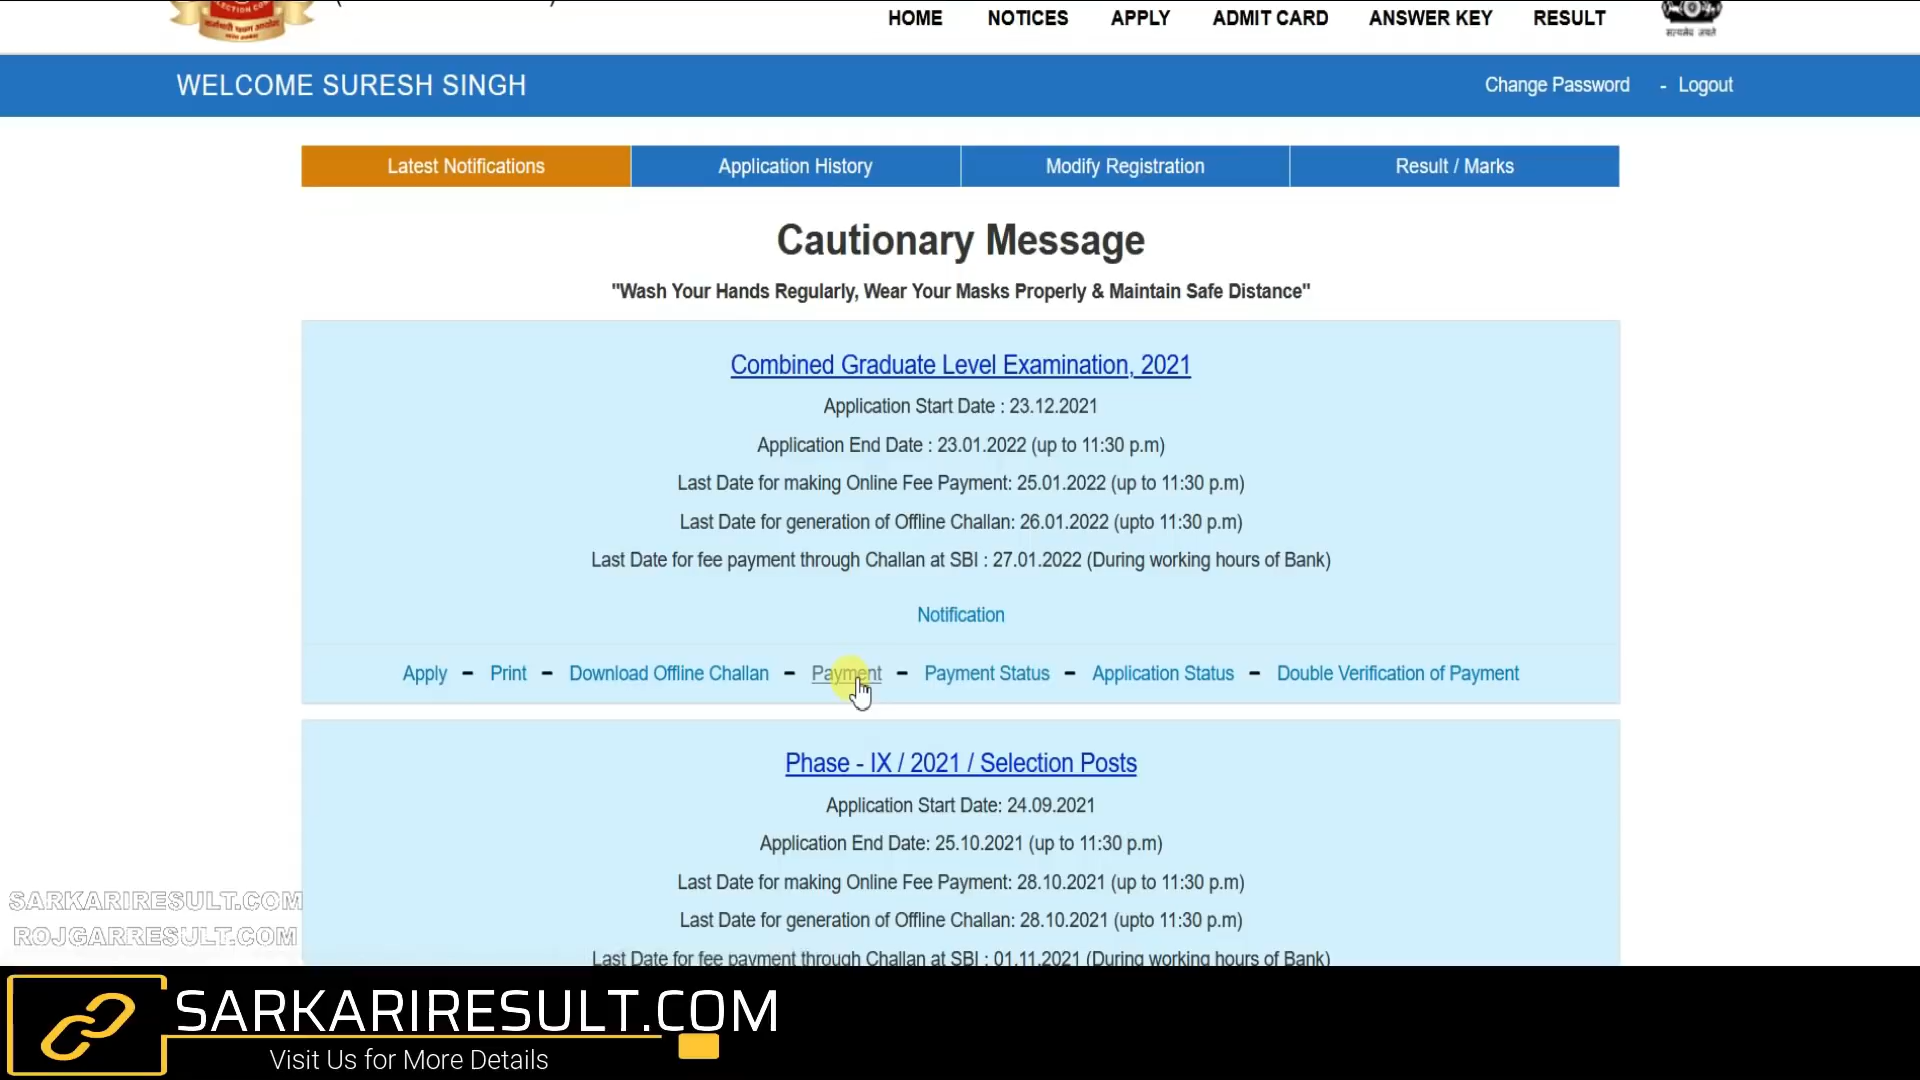 LECTION COM
HOME NOTICES APPLY ADMIT CARD ANSWER KEY RESULT
सत्यमेव जयते
WELCOME SURESH SINGH
Change Password - Logout
Latest Notifications Application History Modify Registration Result / Marks
Cautionary Message
"Wash Your Hands Regularly, Wear Your Masks Properly & Maintain Safe Distance"
Combined Graduate Level Examination, 2021
Application Start Date : 23.12.2021
Application End Date : 23.01.2022 (up to 11:30 p.m)
Last Date for making Online Fee Payment: 25.01.2022 (up to 11:30 p.m)
Last Date for generation of Offline Challan: 26.01.2022 (upto 11:30 p.m)
Last Date for fee payment through Challan at SBI : 27.01.2022 (During working hours of Bank)
Notification
Apply - Print - Download Offline Challan - Payment - Payment Status - Application Status - Double Verification of Payment
Phase - IX / 2021 / Selection Posts
Application Start Date: 24.09.2021
Application End Date: 25.10.2021 (up to 11:30 p.m)
Last Date for making Online Fee Payment: 28.10.2021 (up to 11:30 p.m)
Last Date for generation of Offline Challan: 28.10.2021 (upto 11:30 p.m)
Last Date for fee payment through Challan at SBI : 01.11.2021 (During working hours of Bank)
SARKARIRESULT.COM
ROJGARRESULT.COM
SARKARIRESULT.COM
Visit Us for More Details